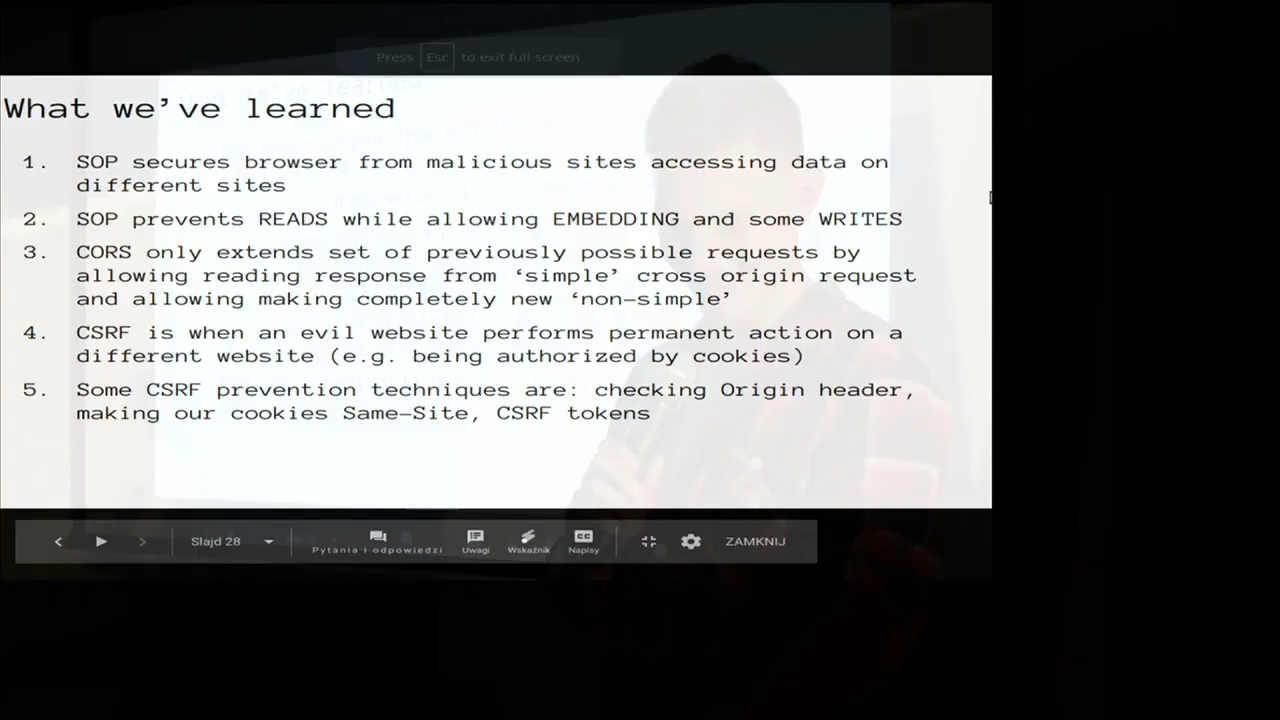 Press Esc to exit full screen
What we've learned
1. SOP secures browser from malicious sites accessing data on
different sites
2. SOP prevents READS while allowing EMBEDDING and some WRITES
3. CORS only extends set of previously possible requests by
allowing reading response from ‘simple’ cross origin request
and allowing making completely new ‘non-simple’
4. CSRF is when an evil website performs permanent action on a
different website (e.g. being authorized by cookies)
5. Some CSRF prevention techniques are: checking Origin header,
making our cookies Same-Site, CSRF tokens
Slajd 28
Pytania i odpowiedzi
Uwagi
Wskaźnik
Napisy
ZAMKNIJ